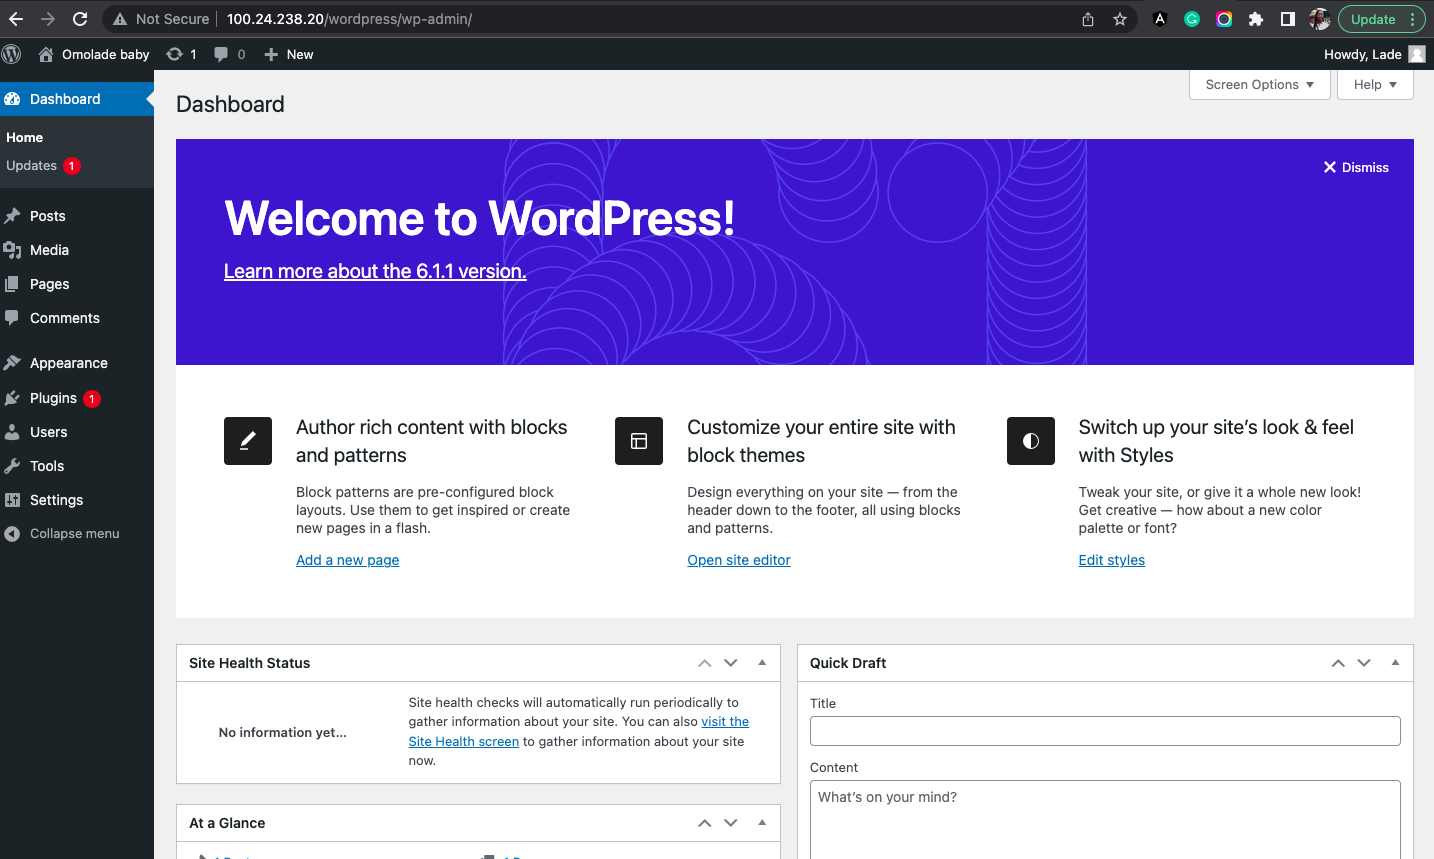 Not Secure
100.24.238.20/wordpress/wp-admin/
Update
Omolade baby
1
0
New
Howdy, Lade
Dashboard
Home
Updates 1
Posts
Media
Pages
Comments
Appearance
Plugins 1
Users
Tools
Settings
Collapse menu
Screen Options
Help
Dashboard
Dismiss
Welcome to WordPress!
Learn more about the 6.1.1 version.
Author rich content with blocks
and patterns
Block patterns are pre-configured block
layouts. Use them to get inspired or create
new pages in a flash.
Add a new page
Customize your entire site with
block themes
Design everything on your site — from the
header down to the footer, all using blocks
and patterns.
Open site editor
Switch up your site’s look & feel
with Styles
Tweak your site, or give it a whole new look!
Get creative — how about a new color
palette or font?
Edit styles
Site Health Status
No information yet...
Site health checks will automatically run periodically to
gather information about your site. You can also visit the
Site Health screen to gather information about your site
now.
At a Glance
Quick Draft
Title
Content
What’s on your mind?